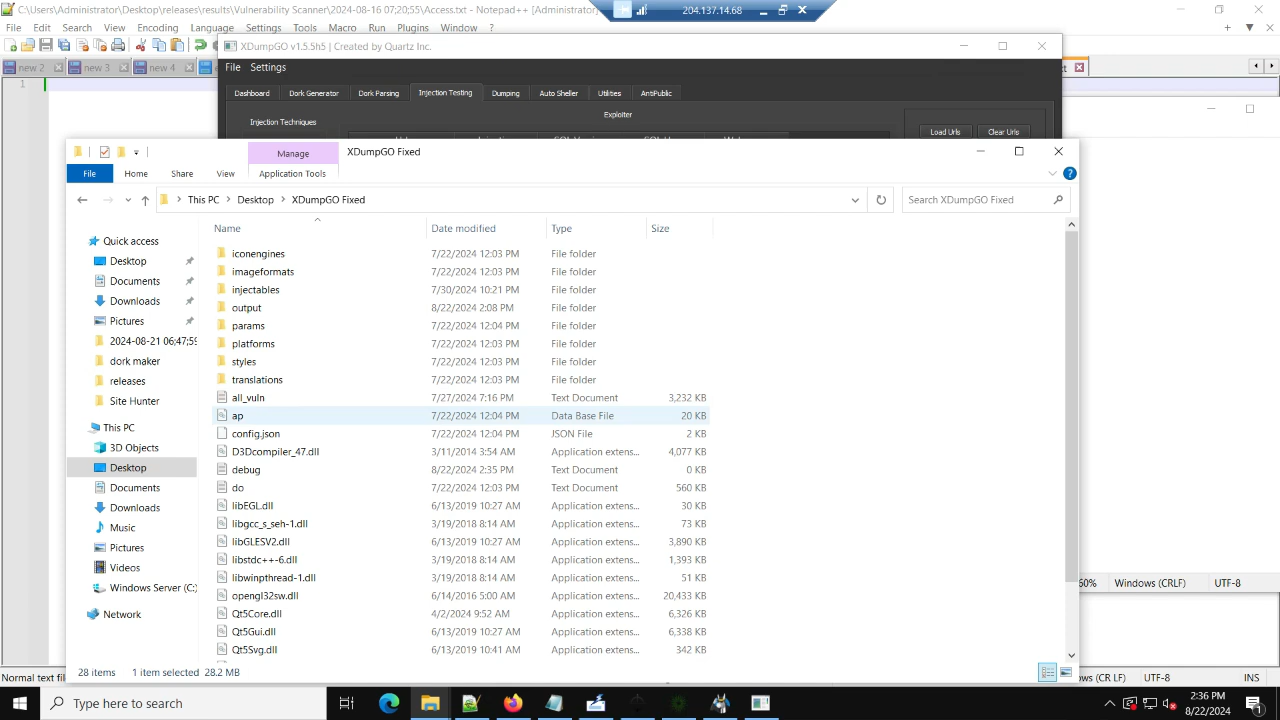 C:\Users\Administrator\Desktop\releases\results\Vulnerability Scanner\2024-08-16 07;20;55\Access.txt - Notepad++ [Administrator]
204.137.14.68
File Edit Search View Encoding Language Settings Tools Macro Run Plugins Window ?
XDumpGO v1.5.5h5 | Created by Quartz Inc.
new 2
new 3
new 4
File Settings
1
Dashboard Dork Generator Dork Parsing Injection Testing Dumping Auto Sheller Utilities AntiPublic
Exploiter
Injection Techniques
Load Urls Clear Urls
Manage XDumpGO Fixed
File Home Share View Application Tools
This PC > Desktop > XDumpGO Fixed
Search XDumpGO Fixed
Name Date modified Type Size
Quick access
Desktop
Documents
Downloads
Pictures
2024-08-21 06;47;59
dork maker
releases
Site Hunter
This PC
3D Objects
Desktop
Documents
Downloads
Music
Pictures
Videos
Windows Server (C:
Network
iconengines 7/22/2024 12:03 PM File folder
imageformats 7/22/2024 12:03 PM File folder
injectables 7/30/2024 10:21 PM File folder
output 8/22/2024 2:08 PM File folder
params 7/22/2024 12:04 PM File folder
platforms 7/22/2024 12:03 PM File folder
styles 7/22/2024 12:03 PM File folder
translations 7/22/2024 12:03 PM File folder
all_vuln 7/27/2024 7:16 PM Text Document 3,232 KB
ap 7/22/2024 12:04 PM Data Base File 20 KB
config.json 7/22/2024 12:04 PM JSON File 2 KB
D3Dcompiler_47.dll 3/11/2014 3:54 AM Application extens... 4,077 KB
debug 8/22/2024 2:35 PM Text Document 0 KB
do 7/22/2024 12:03 PM Text Document 560 KB
libEGL.dll 6/13/2019 10:27 AM Application extens... 30 KB
libgcc_s_seh-1.dll 3/19/2018 8:14 AM Application extens... 73 KB
libGLESV2.dll 6/13/2019 10:27 AM Application extens... 3,890 KB
libstdc++-6.dll 3/19/2018 8:14 AM Application extens... 1,393 KB
libwinpthread-1.dll 3/19/2018 8:14 AM Application extens... 51 KB
opengl32sw.dll 6/14/2016 5:00 AM Application extens... 20,433 KB
Qt5Core.dll 4/2/2024 9:52 AM Application extens... 6,326 KB
Qt5Gui.dll 6/13/2019 10:27 AM Application extens... 6,338 KB
Qt5Svg.dll 6/13/2019 10:41 AM Application extens... 342 KB
60% Windows (CRLF) UTF-8
28 items 1 item selected 28.2 MB
Normal text fil
ows (CR LF) UTF-8 INS
Type here to search
2:36 PM
8/22/2024